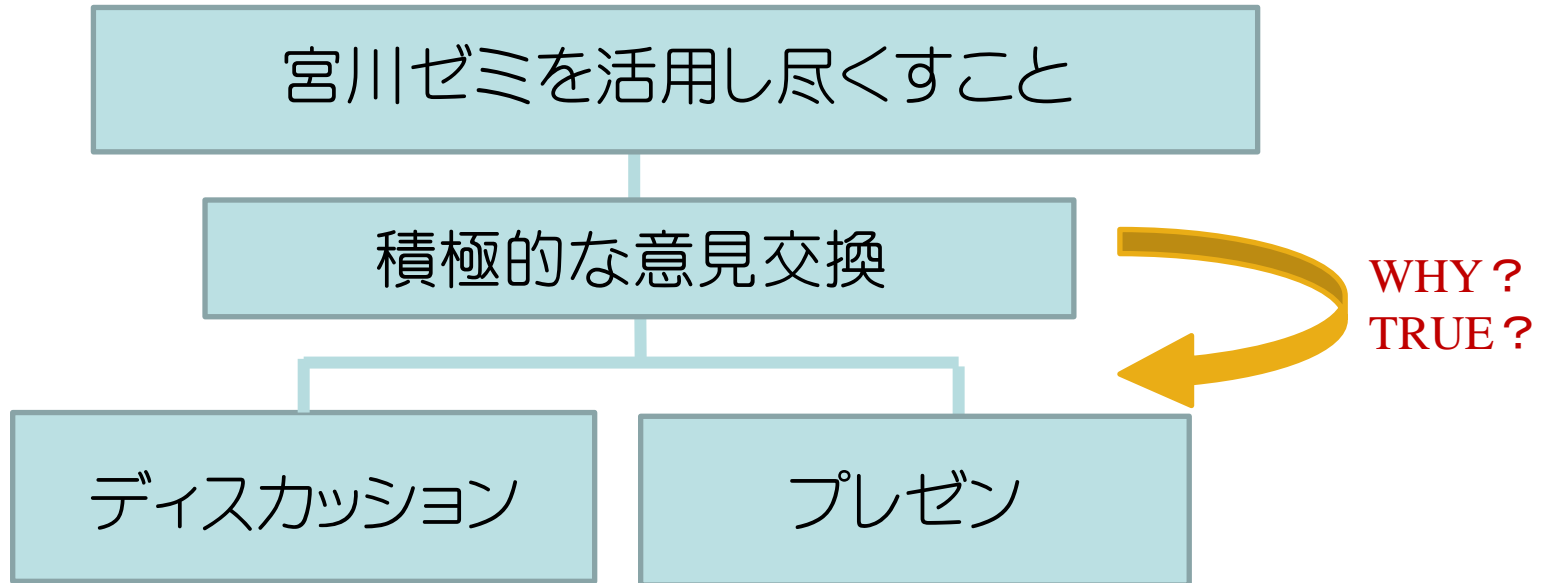 宮川ゼミを活用し尽くすこと
積極的な意見交換
WHY？
TRUE？
ディスカッション
プレゼン